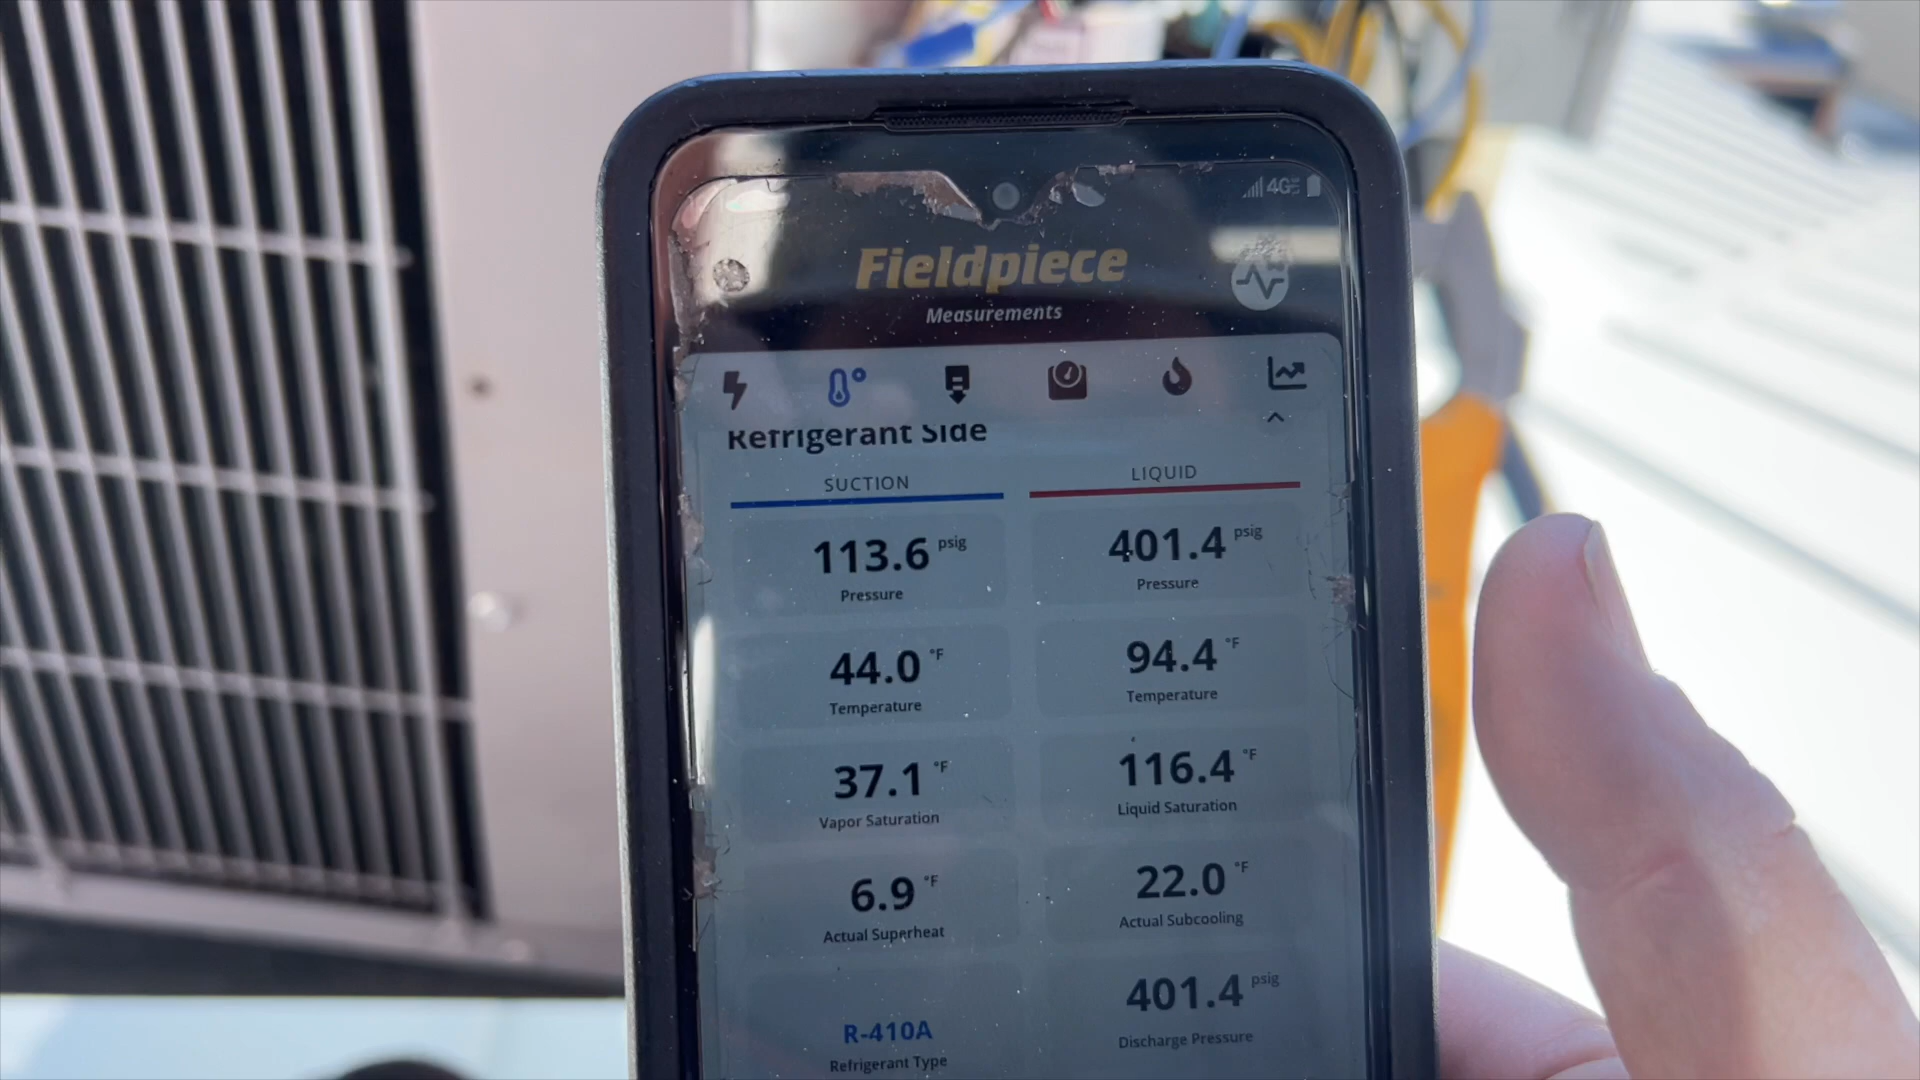 4G
Fieldpiece
Measurements
Refrigerant Side
SUCTION
LIQUID
113.6 psig
Pressure
401.4 psig
Pressure
44.0 °F
Temperature
94.4 °F
Temperature
37.1 °F
Vapor Saturation
116.4 °F
Liquid Saturation
6.9 °F
Actual Superheat
22.0 °F
Actual Subcooling
R-410A
Refrigerant Type
401.4 psig
Discharge Pressure